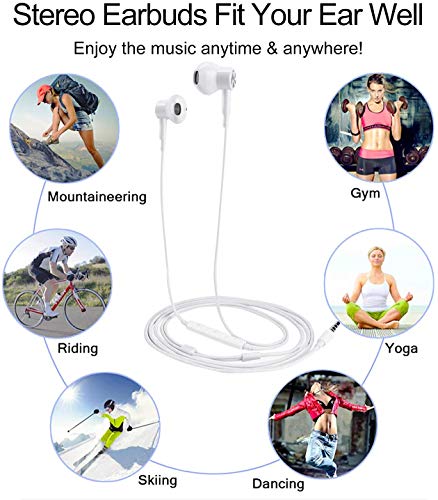 Stereo Earbuds Fit Your Ear Well
Enjoy the music anytime & anywhere!
Mountaineering
Gym
Riding
Yoga
Skiing
Dancing